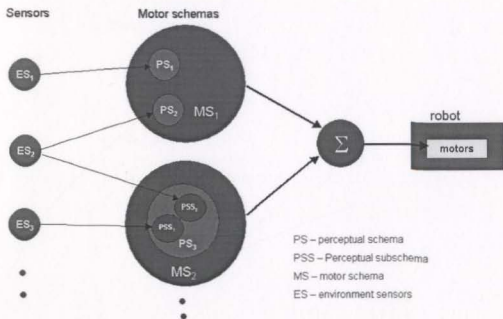 Sensors
Motor schemas
ES1
PS1
PS2
MS1
ES2
Σ
robot
motors
PSS2
PSS1
PS3
ES3
MS2
PS – perceptual schema
PSS – Perceptual subschema
MS – motor schema
ES – environment sensors